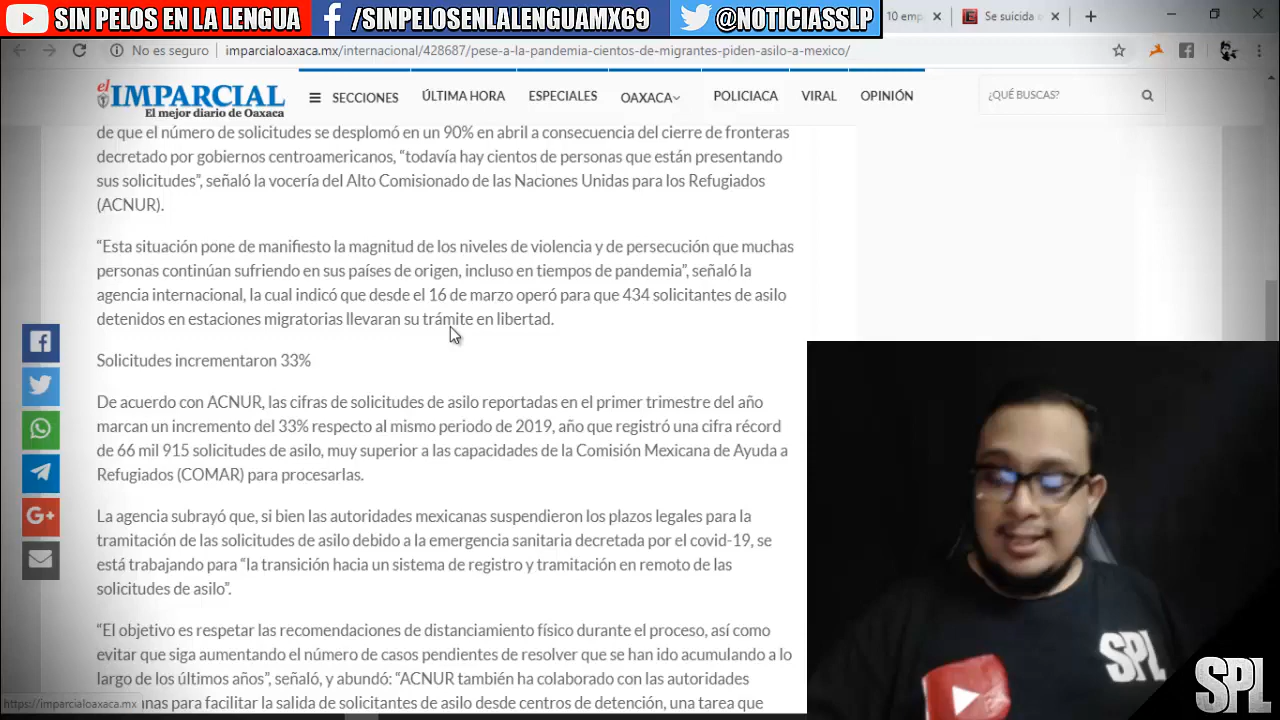 SIN PELOS EN LA LENGUA
/SINPELOSENLALENGUAMX69
@NOTICIASSLP
10 emp
Se suicida o
No es seguro
imparcialoaxaca.mx/internacional/428687/pese-a-la-pandemia-cientos-de-migrantes-piden-asilo-a-mexico/
el IMPARCIAL
El mejor diario de Oaxaca
SECCIONES
ÚLTIMA HORA
ESPECIALES
OAXACA
POLICIACA
VIRAL
OPINIÓN
¿QUÉ BUSCAS?
de que el número de solicitudes se desplomó en un 90% en abril a consecuencia del cierre de fronteras
decretado por gobiernos centroamericanos, “todavía hay cientos de personas que están presentando
sus solicitudes”, señaló la vocería del Alto Comisionado de las Naciones Unidas para los Refugiados
(ACNUR).
“Esta situación pone de manifiesto la magnitud de los niveles de violencia y de persecución que muchas
personas continúan sufriendo en sus países de origen, incluso en tiempos de pandemia”, señaló la
agencia internacional, la cual indicó que desde el 16 de marzo operó para que 434 solicitantes de asilo
detenidos en estaciones migratorias llevaran su trámite en libertad.
Solicitudes incrementaron 33%
De acuerdo con ACNUR, las cifras de solicitudes de asilo reportadas en el primer trimestre del año
marcan un incremento del 33% respecto al mismo periodo de 2019, año que registró una cifra récord
de 66 mil 915 solicitudes de asilo, muy superior a las capacidades de la Comisión Mexicana de Ayuda a
Refugiados (COMAR) para procesarlas.
La agencia subrayó que, si bien las autoridades mexicanas suspendieron los plazos legales para la
tramitación de las solicitudes de asilo debido a la emergencia sanitaria decretada por el covid-19, se
está trabajando para “la transición hacia un sistema de registro y tramitación en remoto de las
solicitudes de asilo”.
“El objetivo es respetar las recomendaciones de distanciamiento físico durante el proceso, así como
evitar que siga aumentando el número de casos pendientes de resolver que se han ido acumulando a lo
largo de los últimos años”, señaló, y abundó: “ACNUR también ha colaborado con las autoridades
anas para facilitar la salida de solicitantes de asilo desde centros de detención, una tarea que
https://imparcialoaxaca.mx
SPL
SPL